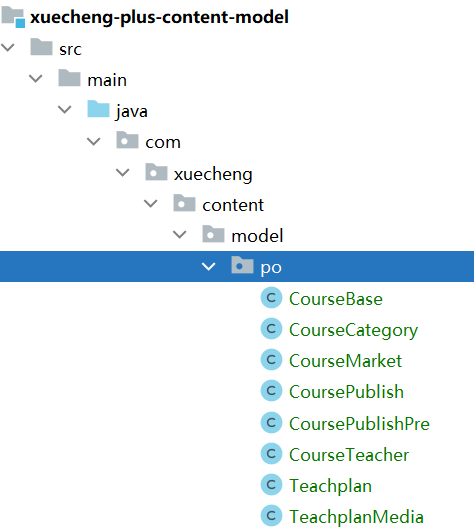 xuecheng-plus-content-model
src
main
java
com
xuecheng
content
model
po
CourseBase
CourseCategory
CourseMarket
CoursePublish
CoursePublishPre
CourseTeacher
Teachplan
TeachplanMedia